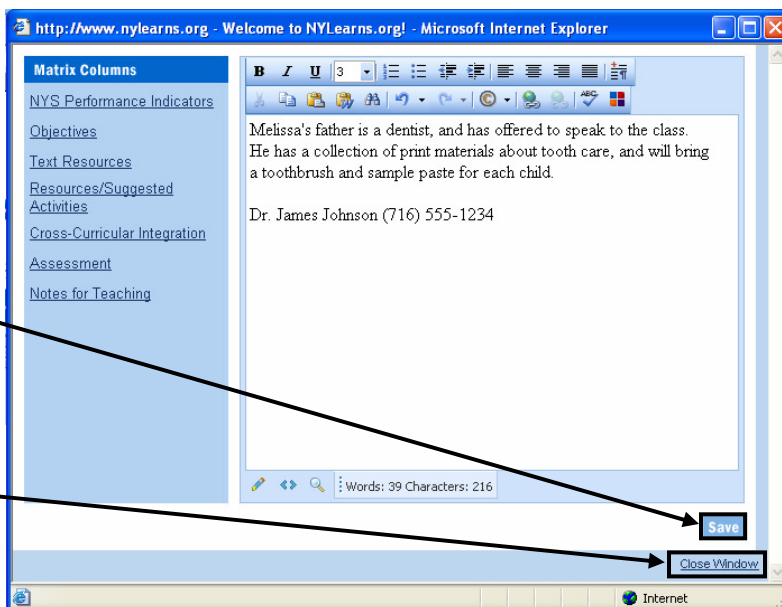 http://www.nylearns.org - Welcome to NYLearns.org! - Microsoft Internet Explorer
Matrix Columns
NYS Performance Indicators
Objectives
Text Resources
Resources/Suggested
Activities
Cross-Curricular Integration
Assessment
Notes for Teaching
B I U 3
ABC
Melissa's father is a dentist, and has offered to speak to the class.
He has a collection of print materials about tooth care, and will bring
a toothbrush and sample paste for each child.
Dr. James Johnson (716) 555-1234
Words: 39 Characters: 216
Save
Close Window
Internet